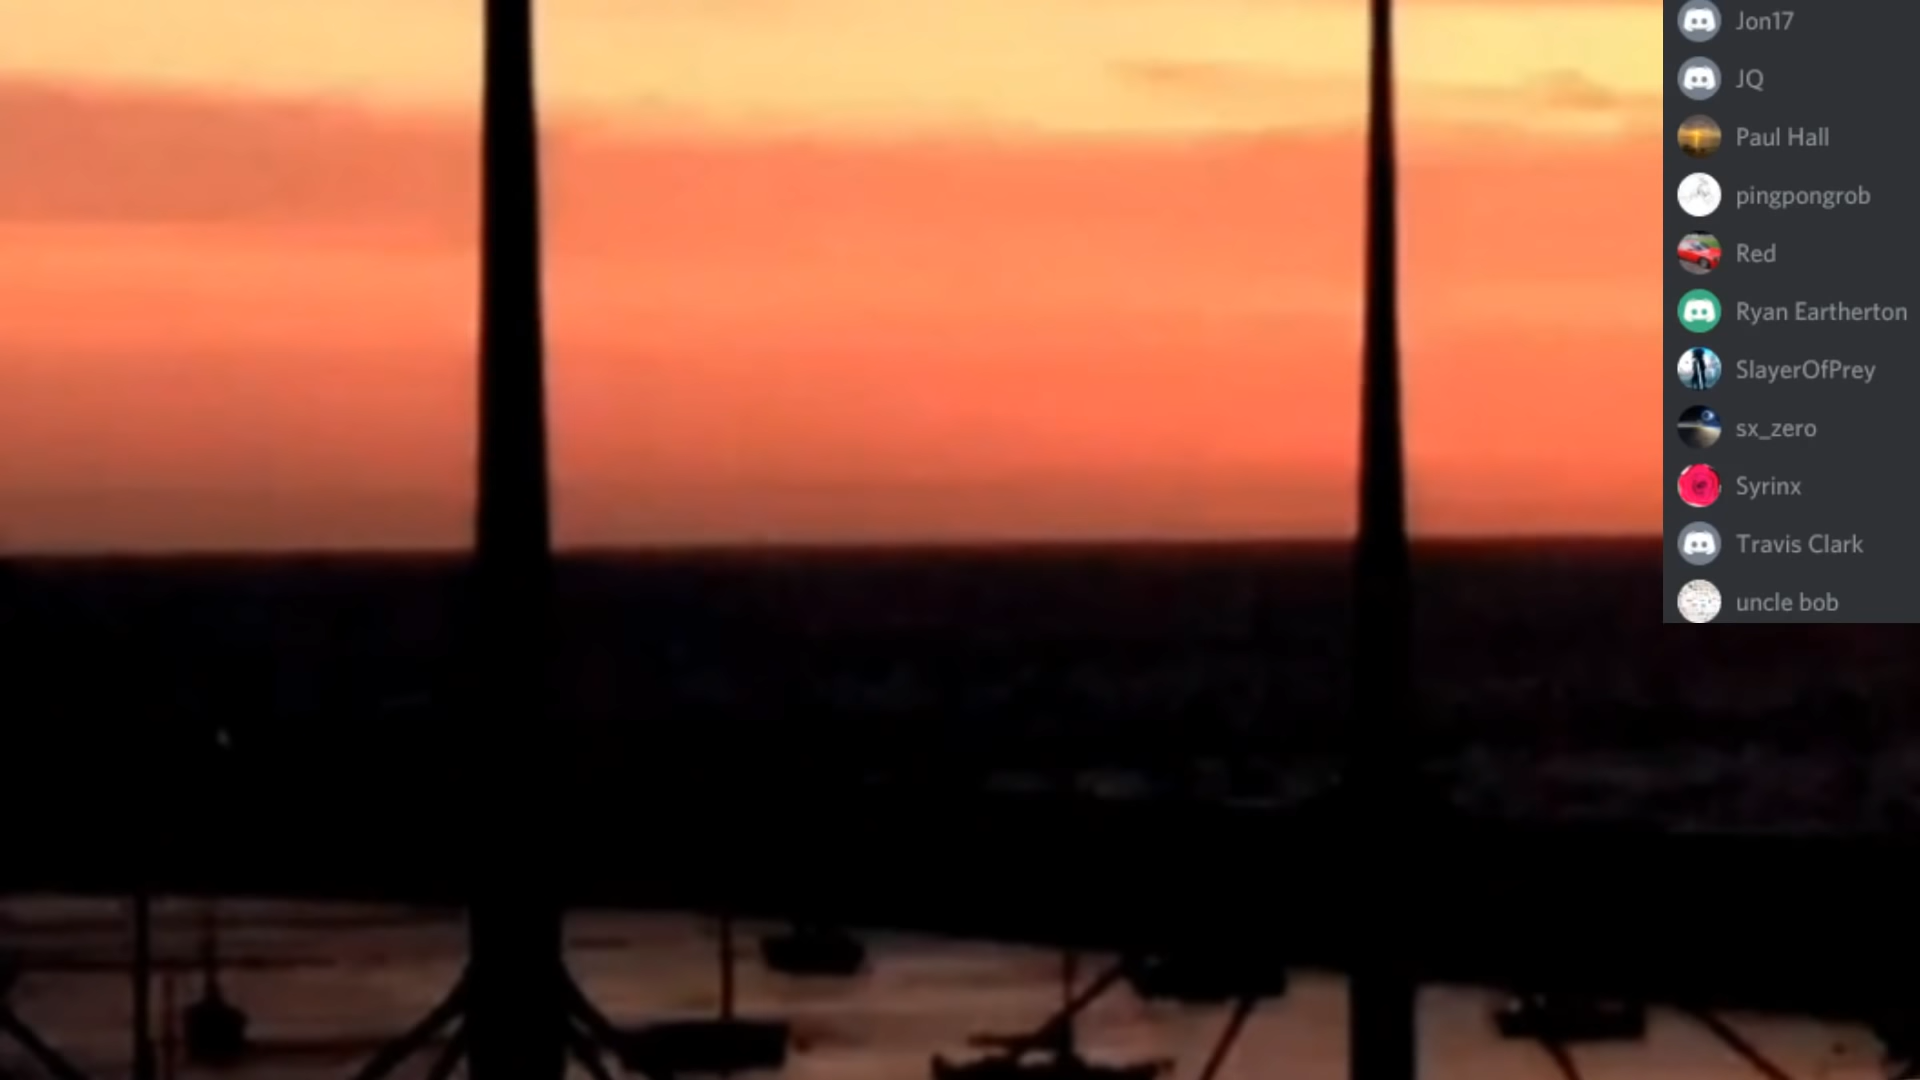 Jon17
JQ
Paul Hall
pingpongrob
Red
Ryan Eartherton
SlayerOfPrey
sx_zero
Syrinx
Travis Clark
uncle bob